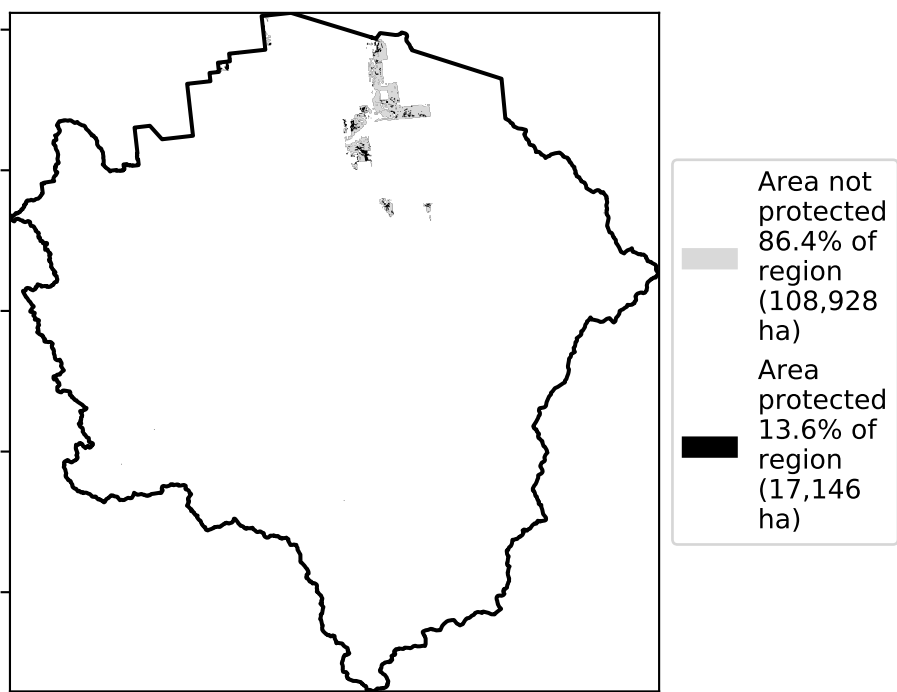 Area not
protected
86.4% of
region
(108,928
ha)
Area
protected
13.6% of
region
(17,146
ha)